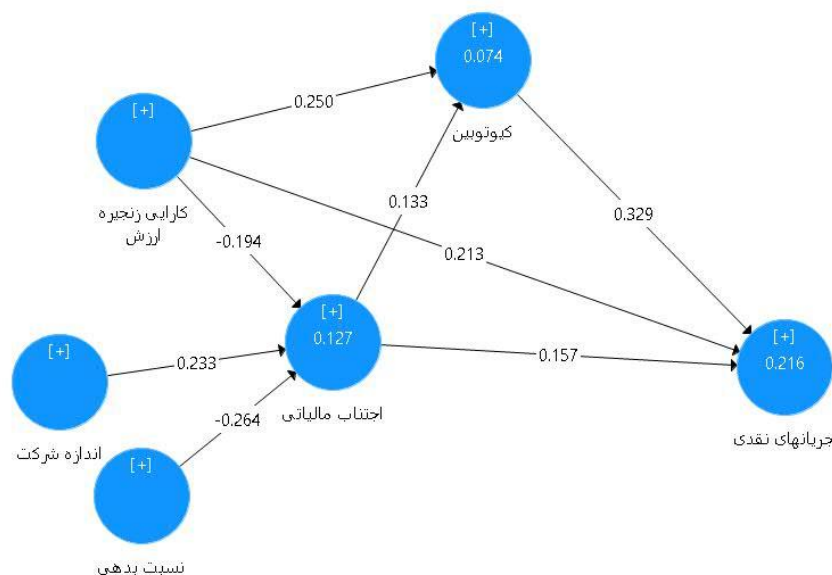 [+]
0.074
کیوتوبین
0.250
[+]
کارایی زنجیره
ارزش
0.133
0.329
-0.194
0.213
[+]
0.127
اجتناب مالیاتی
[+]
0.216
جریانهای نقدی
0.157
[+]
اندازه شرکت
0.233
-0.264
[+]
نسبت بدهی